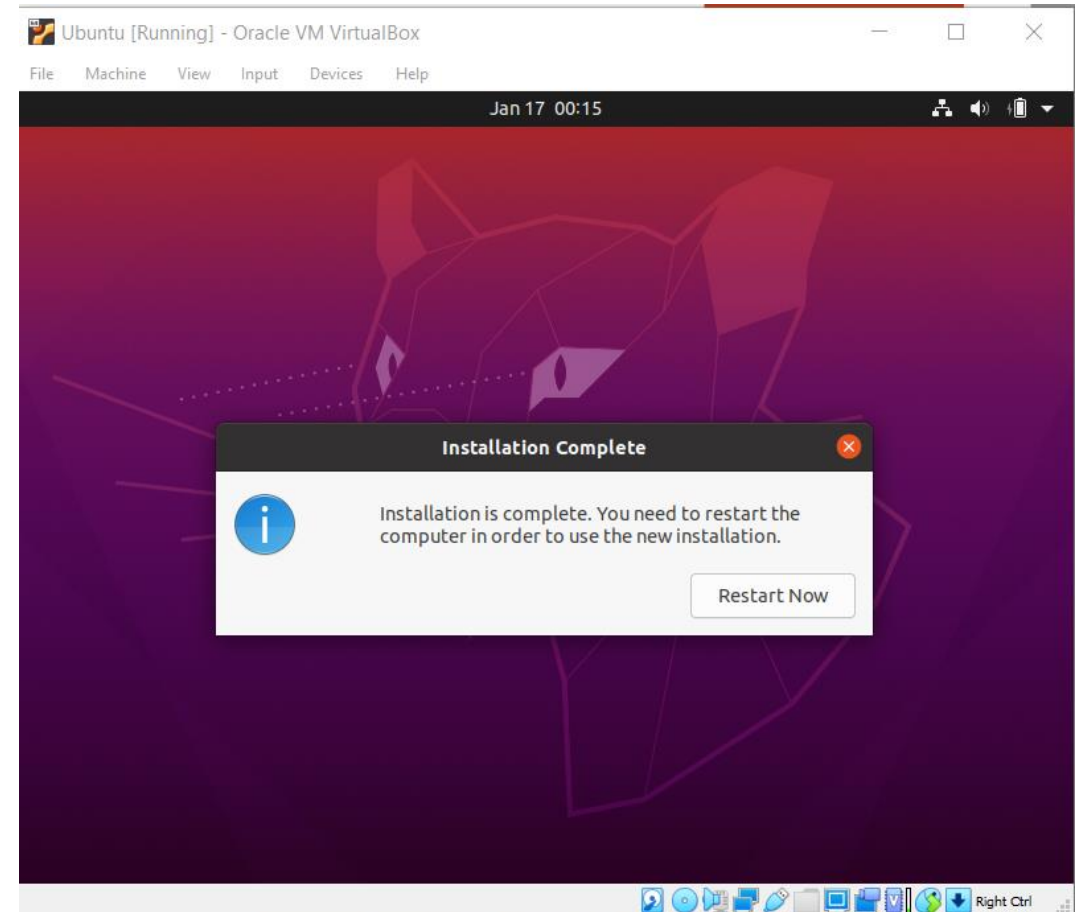 Ubuntu [Running] - Oracle VM VirtualBox
File Machine View Input Devices Help
Jan 17 00:15
Installation Complete
Installation is complete. You need to restart the
computer in order to use the new installation.
Restart Now
Right Ctrl